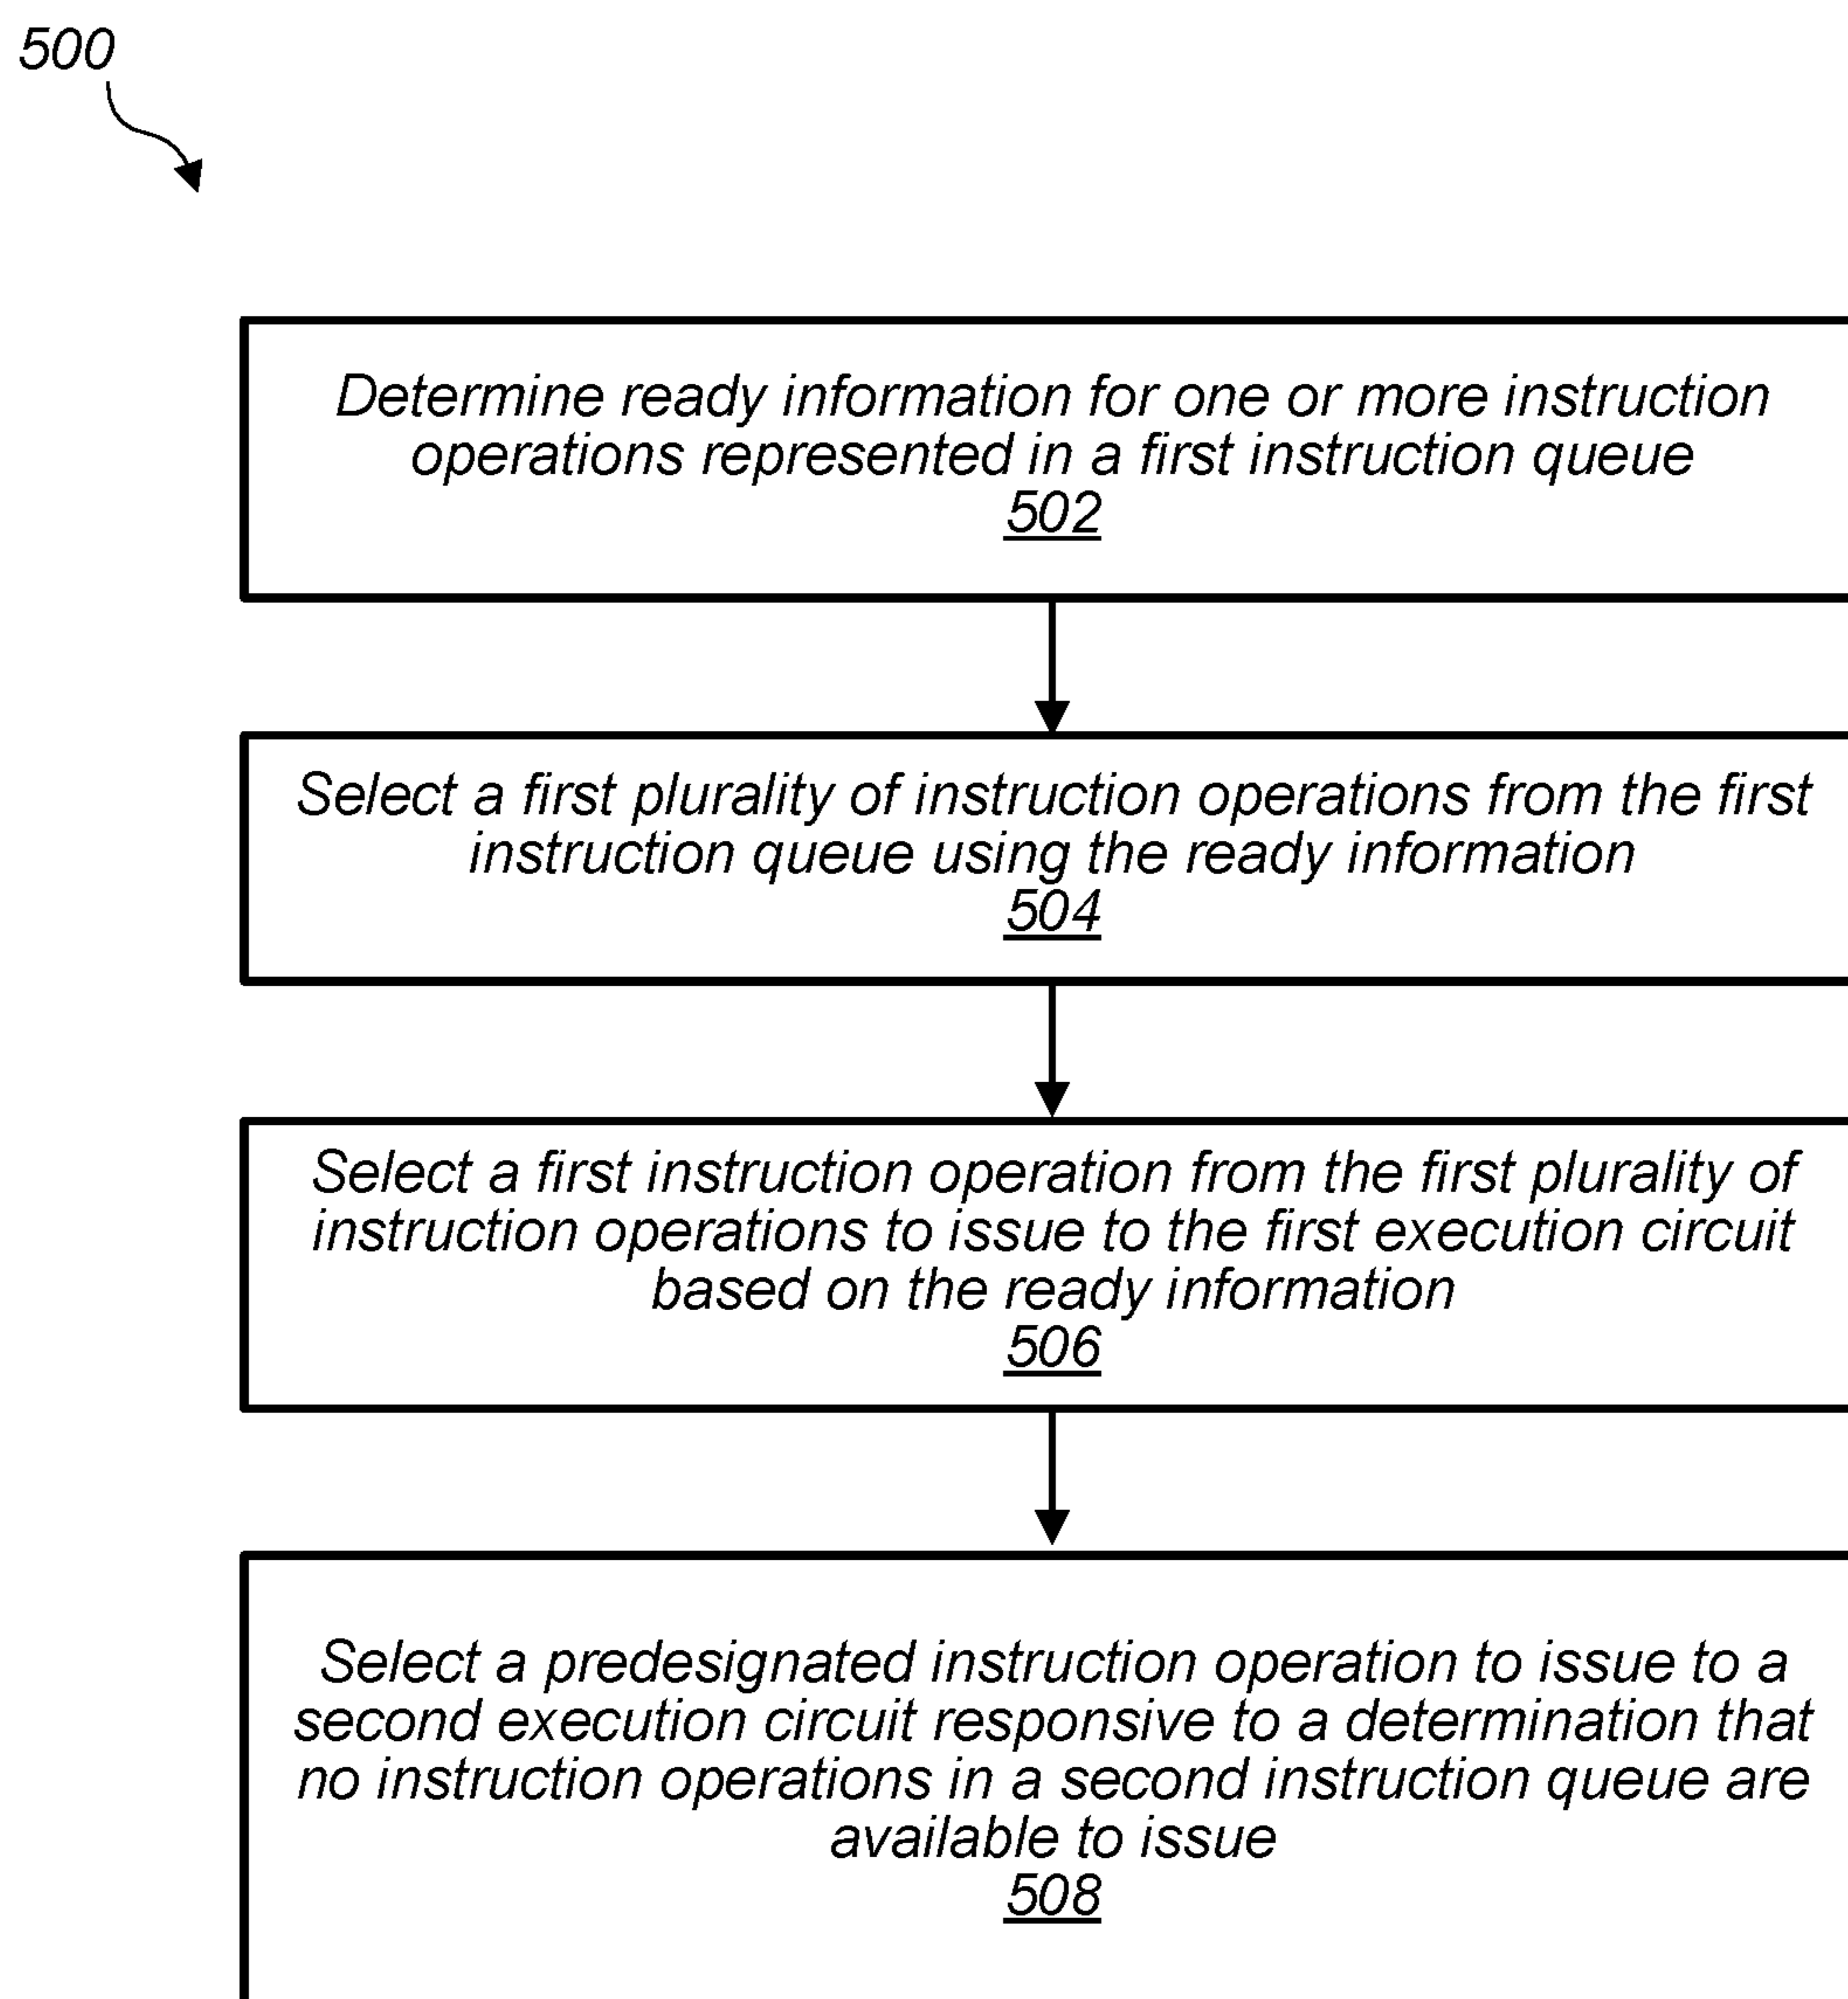 500
Determine ready information for one or more instruction
operations represented in a first instruction queue
502
Select a first plurality of instruction operations from the first
instruction queue using the ready information
504
Select a first instruction operation from the first plurality of
instruction operations to issue to the first execution circuit
based on the ready information
506
Select a predesignated instruction operation to issue to a
second execution circuit responsive to a determination that
no instruction operations in a second instruction queue are
available to issue
508